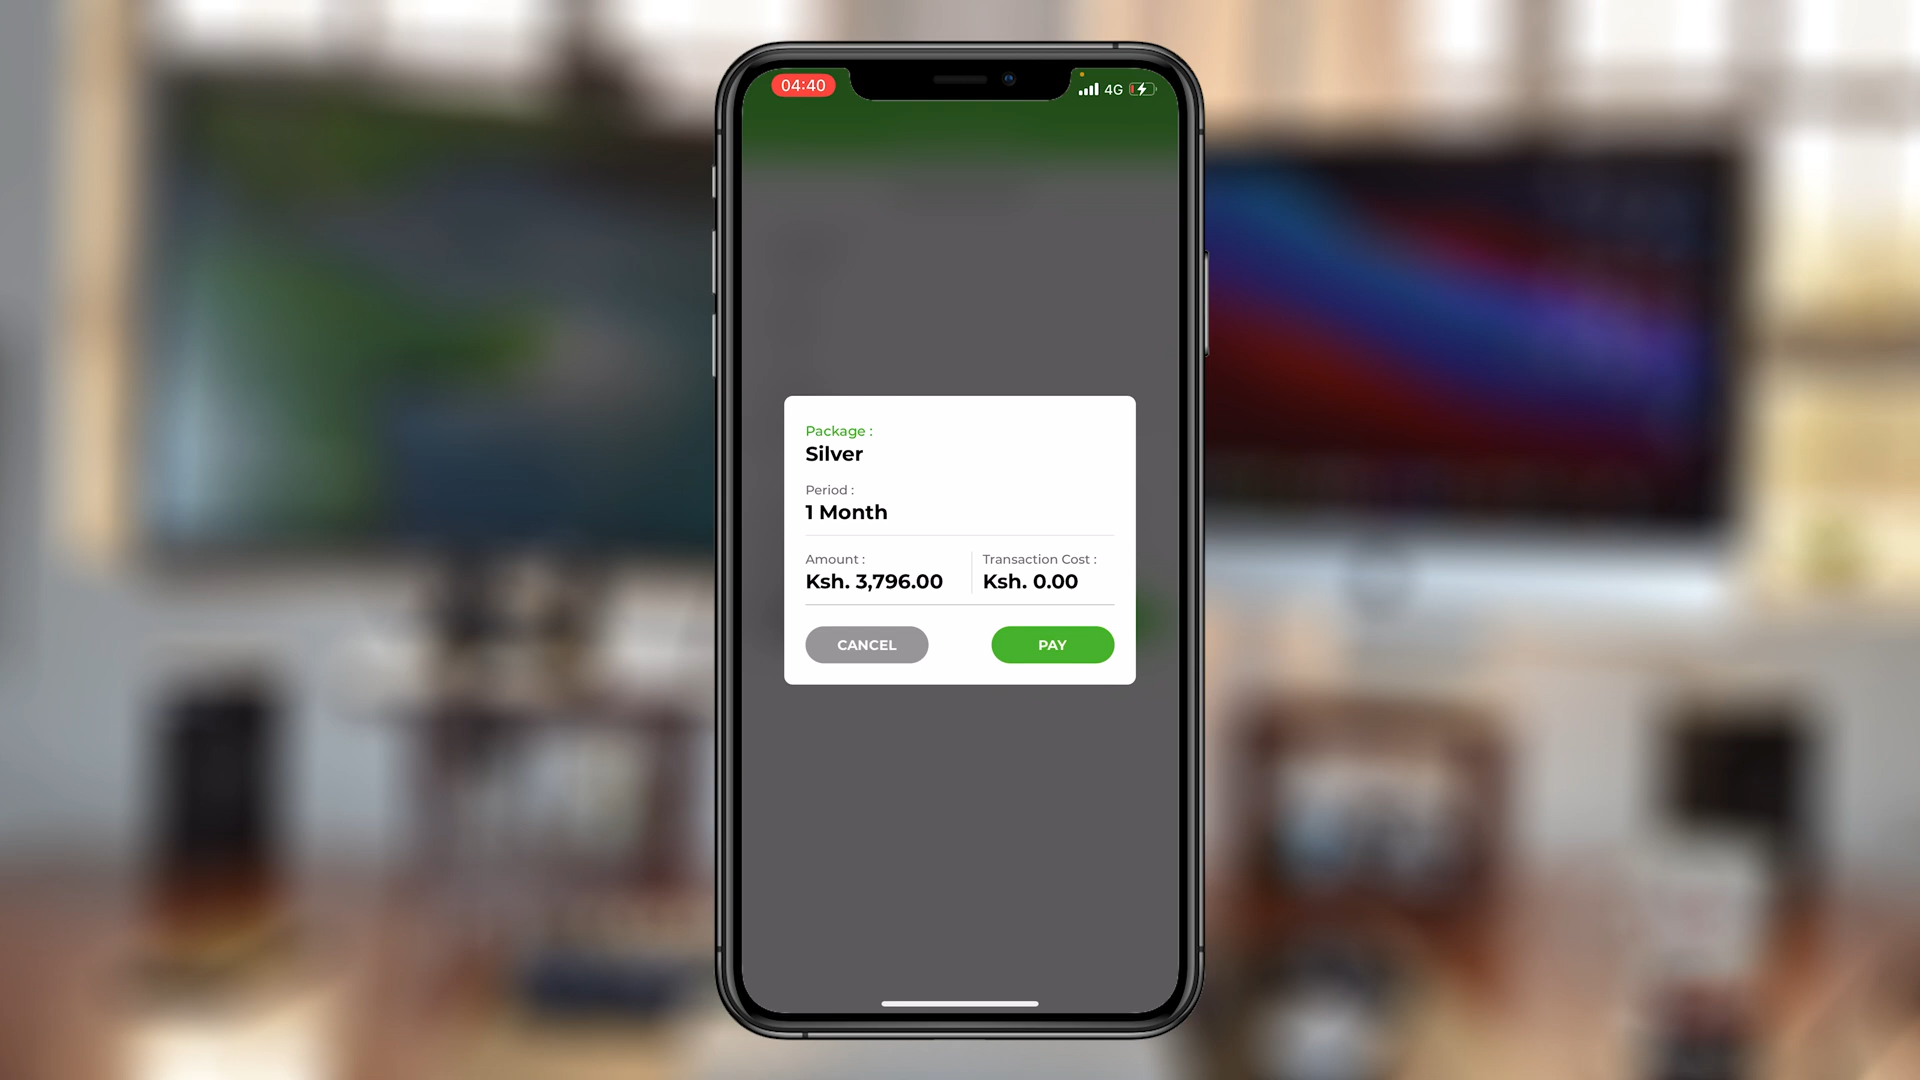 04:40
4G
Package :
Silver
Period :
1 Month
Amount :
Transaction Cost :
Ksh. 3,796.00
Ksh. 0.00
CANCEL
PAY